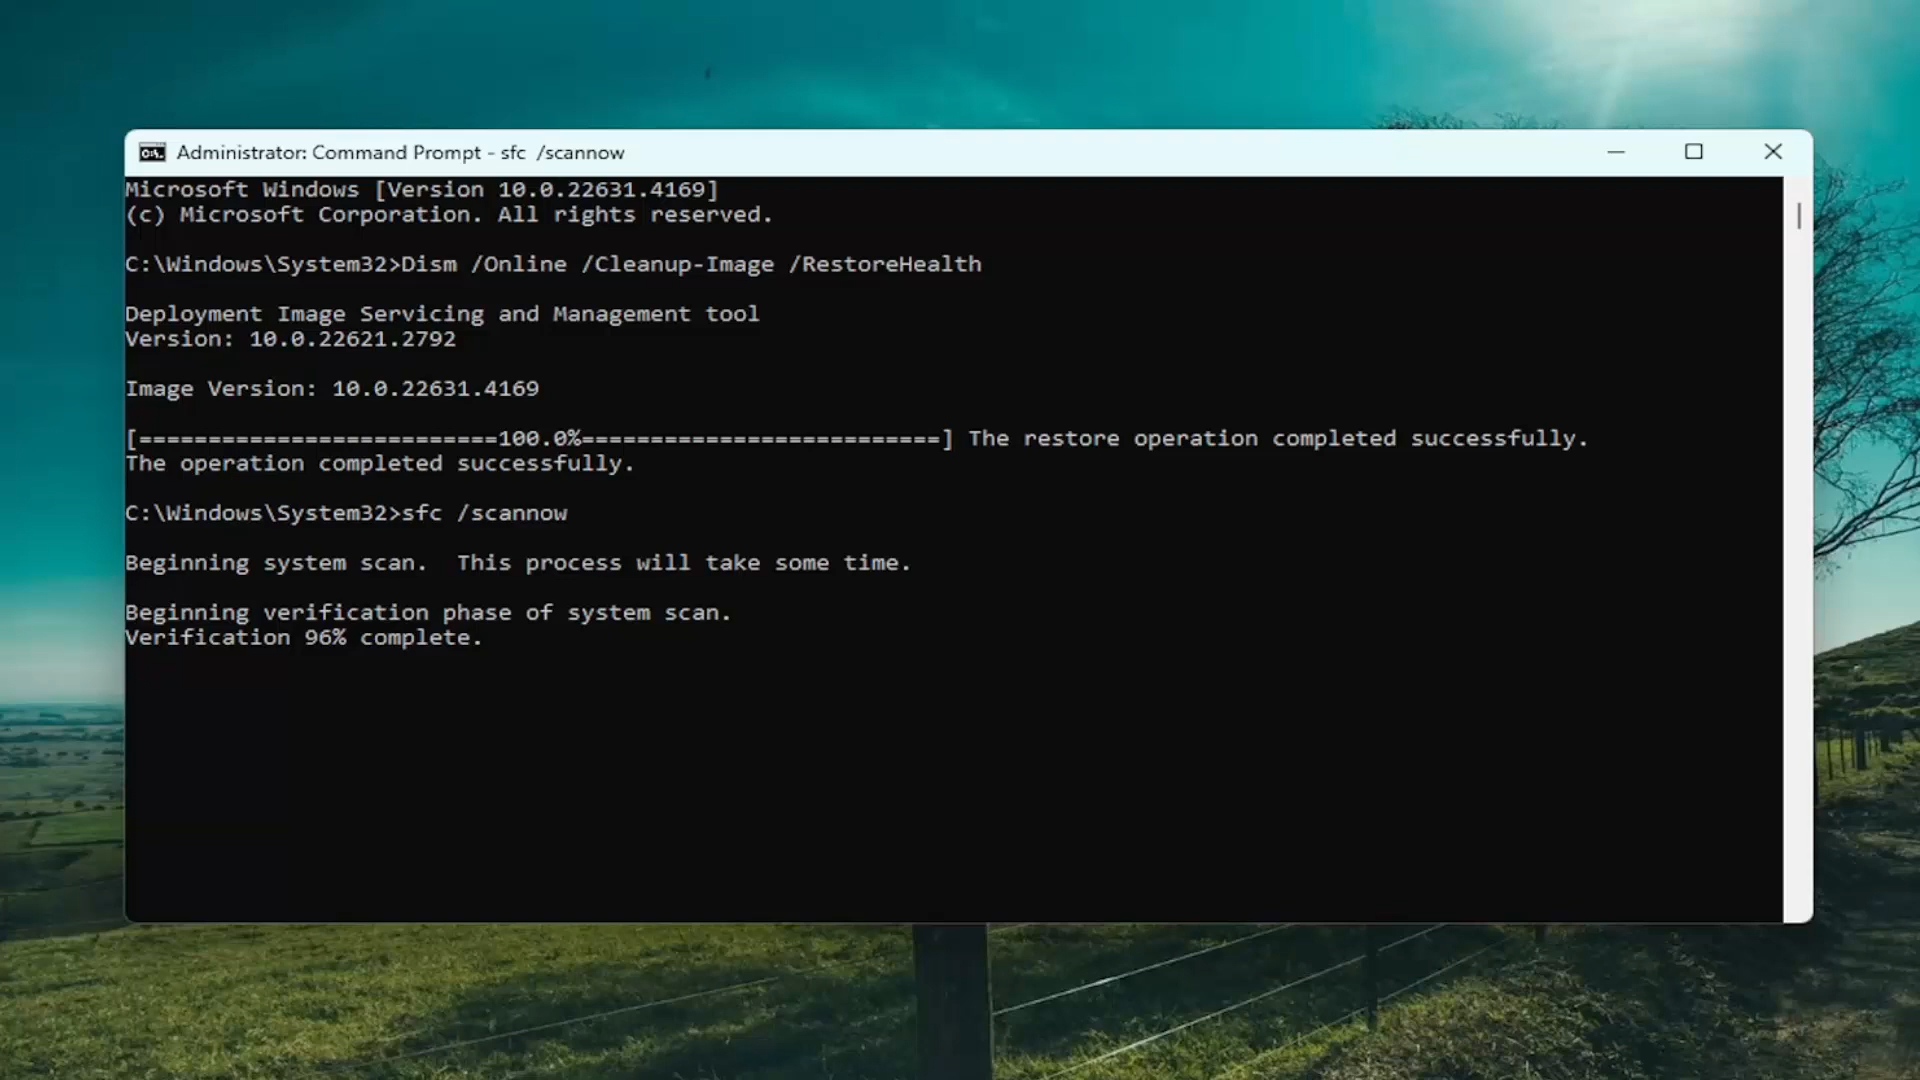 Administrator: Command Prompt - sfc  /scannow
Microsoft Windows [Version 10.0.22631.4169]
(c) Microsoft Corporation. All rights reserved.
C:\Windows\System32>Dism /Online /Cleanup-Image /RestoreHealth
Deployment Image Servicing and Management tool
Version: 10.0.22621.2792
Image Version: 10.0.22631.4169
[==========================100.0%==========================] The restore operation completed successfully.
The operation completed successfully.
C:\Windows\System32>sfc /scannow
Beginning system scan.  This process will take some time.
Beginning verification phase of system scan.
Verification 96% complete.